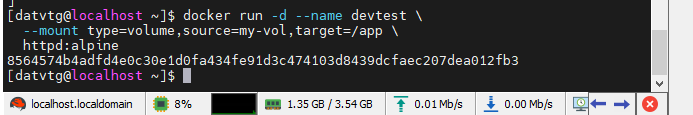 [datvtg@localhost ~]$ docker run -d --name devtest \
  --mount type=volume,source=my-vol,target=/app \
  httpd:alpine
8564574b4adfd4e0c30e1d0fa434fe91d3c474103d8439dcfaec207dea012fb3
[datvtg@localhost ~]$
localhost.localdomain 8% 1.35 GB / 3.54 GB 0.01 Mb/s 0.00 Mb/s